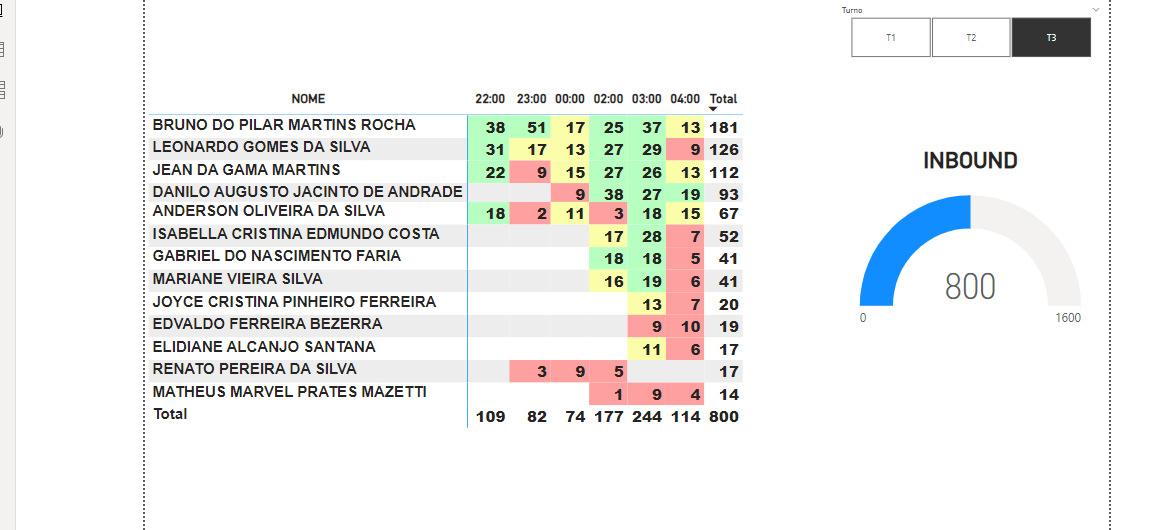 Turno
T1 T2 T3
NOME 22:00 23:00 00:00 02:00 03:00 04:00 Total
BRUNO DO PILAR MARTINS ROCHA 38 51 17 25 37 13 181
LEONARDO GOMES DA SILVA 31 17 13 27 29 9 126
JEAN DA GAMA MARTINS 22 9 15 27 26 13 112
DANILO AUGUSTO JACINTO DE ANDRADE 9 38 27 19 93
ANDERSON OLIVEIRA DA SILVA 18 2 11 3 18 15 67
ISABELLA CRISTINA EDMUNDO COSTA 17 28 7 52
GABRIEL DO NASCIMENTO FARIA 18 18 5 41
MARIANE VIEIRA SILVA 16 19 6 41
JOYCE CRISTINA PINHEIRO FERREIRA 13 7 20
EDVALDO FERREIRA BEZERRA 9 10 19
ELIDIANE ALCANJO SANTANA 11 6 17
RENATO PEREIRA DA SILVA 3 9 5 17
MATHEUS MARVEL PRATES MAZETTI 1 9 4 14
Total 109 82 74 177 244 114 800
INBOUND
800
0 1600